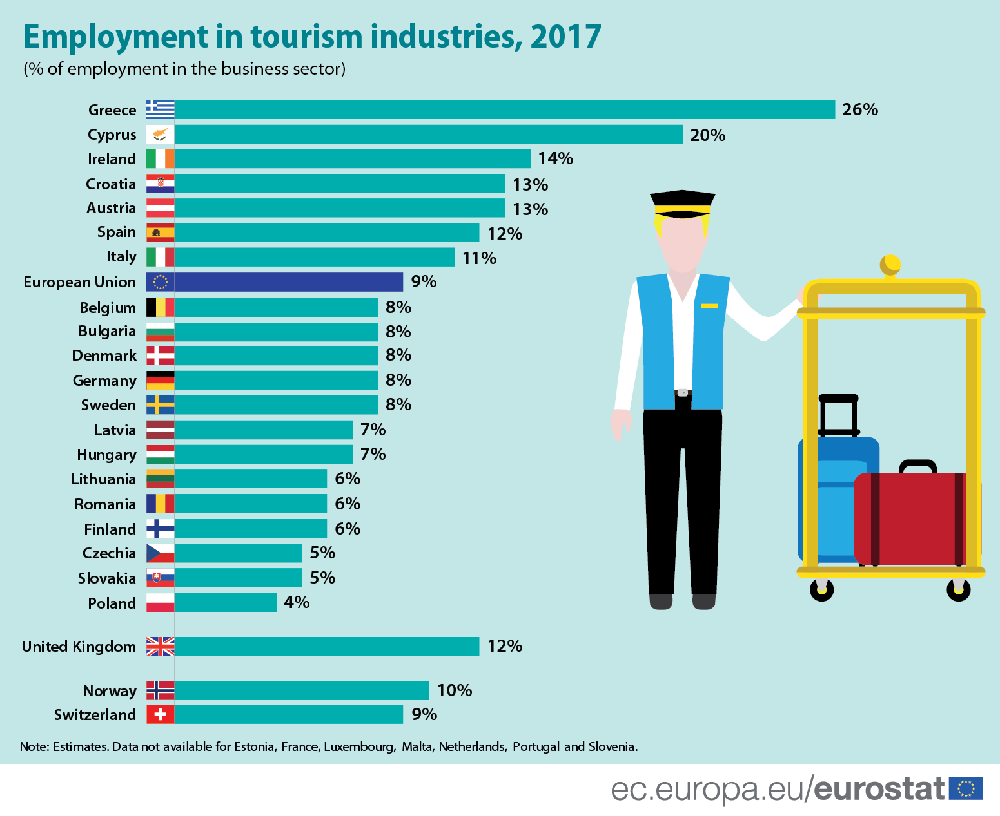 Employment in tourism industries, 2017
(% of employment in the business sector)
Greece 26%
Cyprus 20%
Ireland 14%
Croatia 13%
Austria 13%
Spain 12%
Italy 11%
European Union 9%
Belgium 8%
Bulgaria 8%
Denmark 8%
Germany 8%
Sweden 8%
Latvia 7%
Hungary 7%
Lithuania 6%
Romania 6%
Finland 6%
Czechia 5%
Slovakia 5%
Poland 4%
United Kingdom 12%
Norway 10%
Switzerland 9%
Note: Estimates. Data not available for Estonia, France, Luxembourg, Malta, Netherlands, Portugal and Slovenia.
ec.europa.eu/eurostat